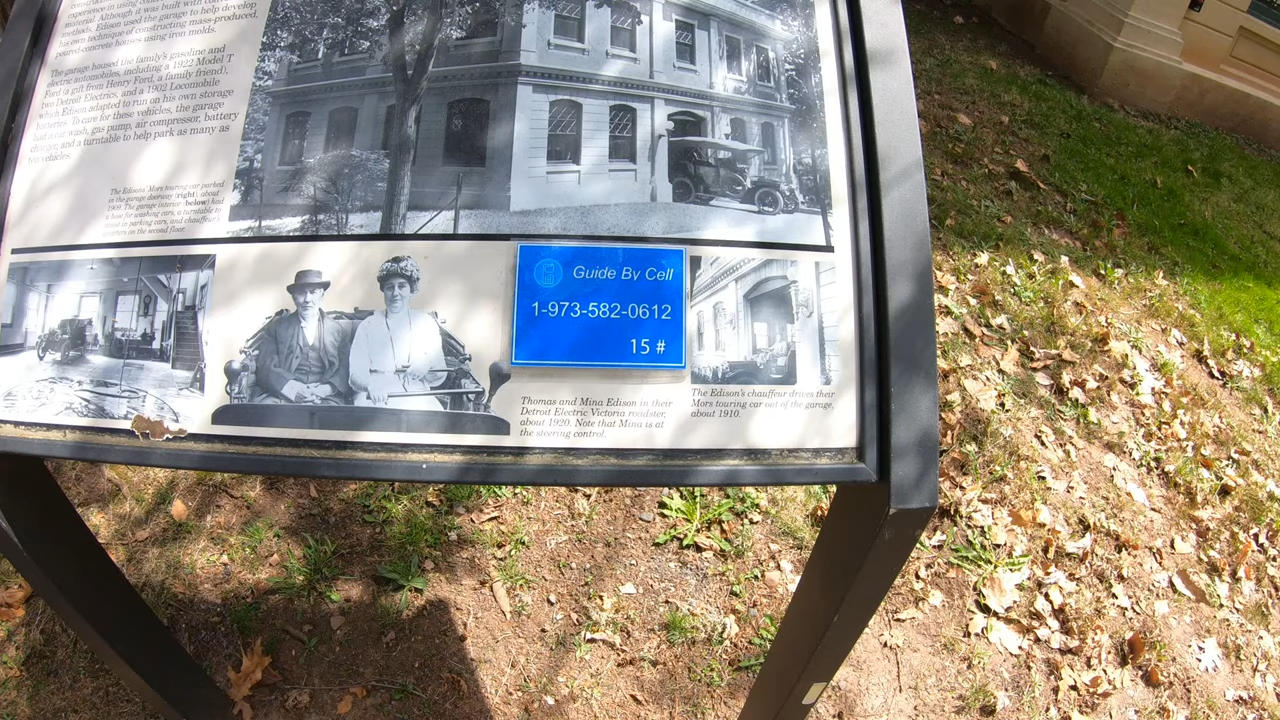 experience in using
material. Although it was built with
methods, Edison used the garage to help develop
his own technique of constructing mass-produced,
poured-concrete houses using iron molds.
The garage housed the family's gasoline and
electric automobiles, including a 1922 Model T
Ford (a gift from Henry Ford, a family friend),
two Detroit Electrics, and a 1902 Locomobile
which Edison adapted to run on his own storage
batteries. To care for these vehicles, the garage
had a car wash, gas pump, air compressor, battery
charger, and a turntable to help park as many as
vehicles.
The Edisons' Mors touring car parked
in the garage doorway (right), about
1909. The garage interior (below) had
a hose for washing cars, a turntable to
assist in parking cars, and chauffeur's
quarters on the second floor.
Guide By Cell
1-973-582-0612
15 #
Thomas and Mina Edison in their
Detroit Electric Victoria roadster,
about 1920. Note that Mina is at
the steering control.
The Edison's chauffeur drives their
Mors touring car out of the garage,
about 1910.